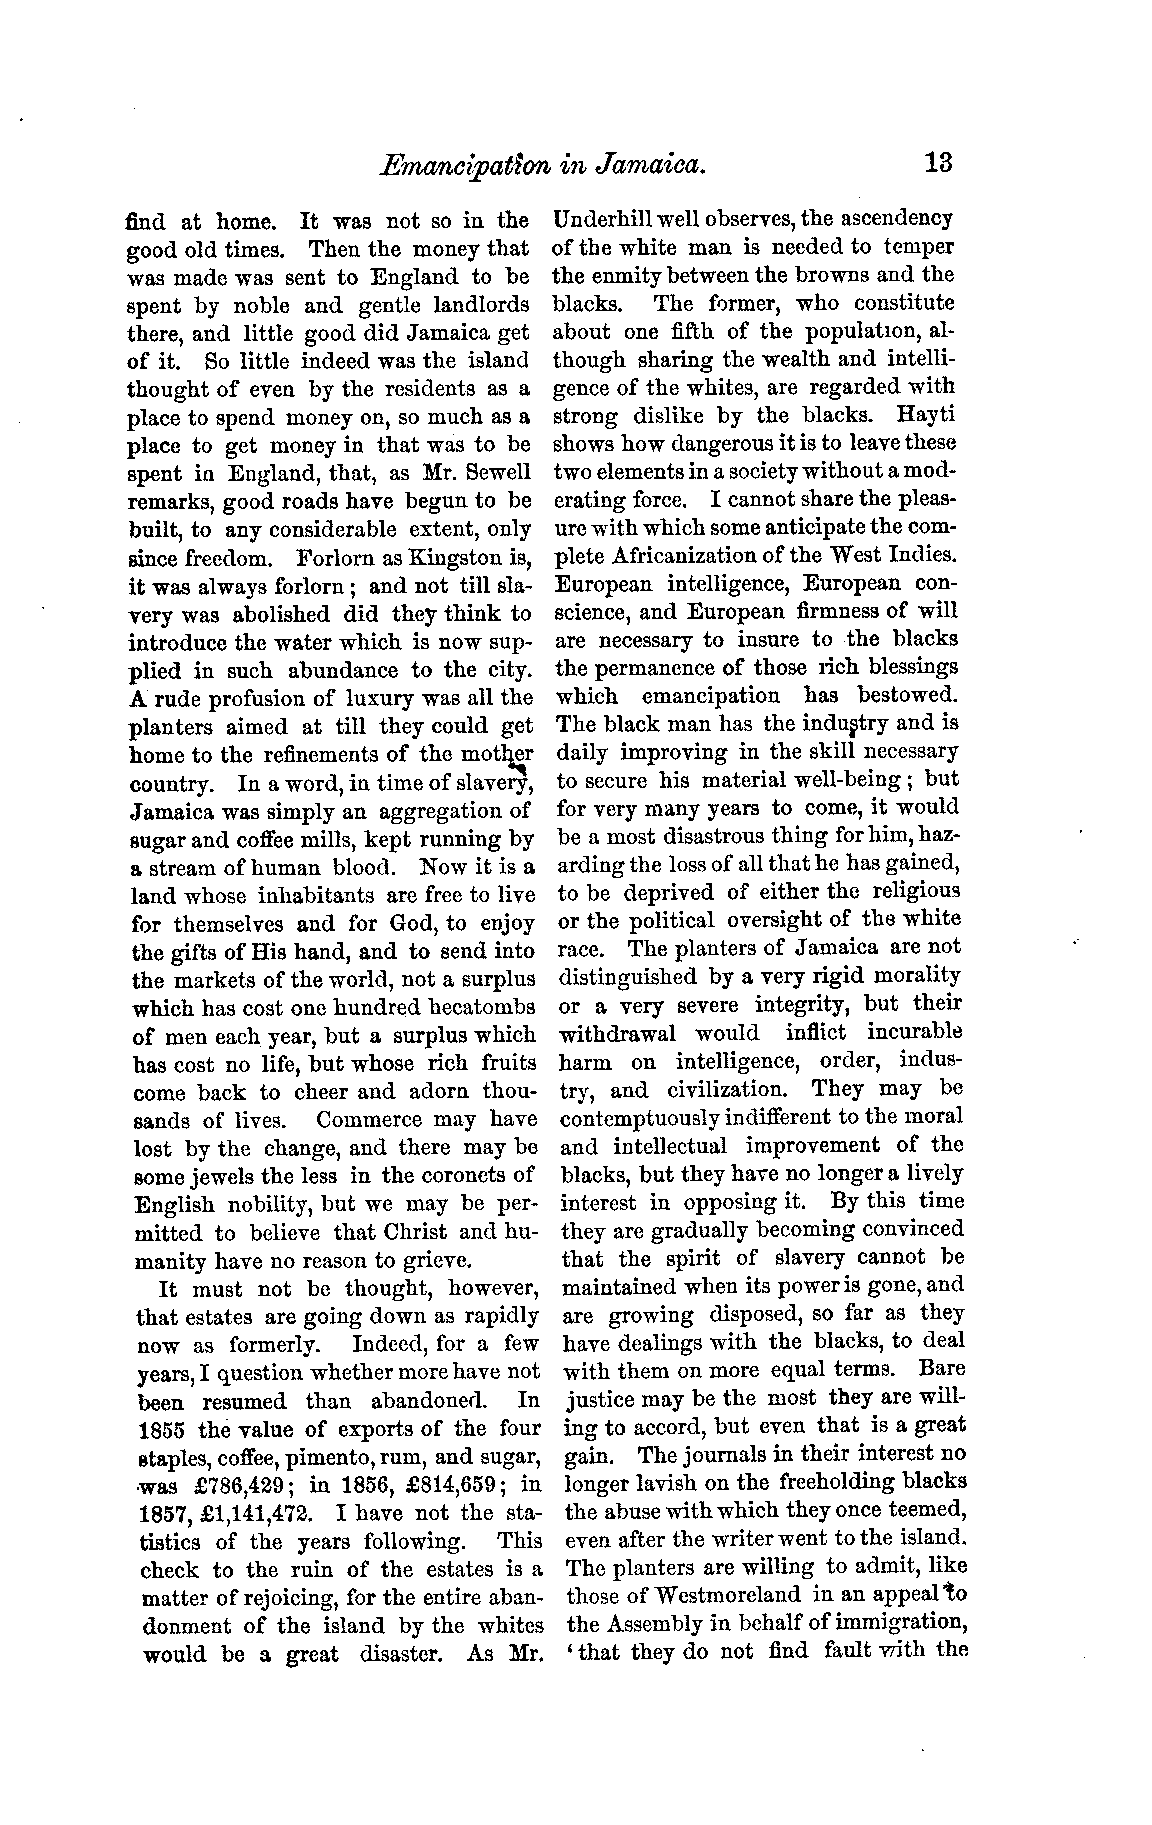 Emancipation in Jamaica. 13
find at home. It was not so in the
good old times. Then the money that
was made was sent to England to be
spent by noble and gentle landlords
there, and little good did Jamaica get
of it. So little indeed was the island
thought of even by the residents as a
place to spend money on, so much as a
place to get money in that was to be
spent in England, that, as Mr. Sewell
remarks, good roads have begun to be
built, to any considerable extent, only
since freedom. Forlorn as Kingston is,
it was always forlorn; and not till sla-
very was abolished did they think to
introduce the water which is now sup-
plied in such abundance to the city.
A rude profusion of luxury was all the
planters aimed at till they could get
home to the refinements of the mother
country. In a word, in time of slavery,
Jamaica was simply an aggregation of
sugar and coffee mills, kept running by
a stream of human blood. Now it is a
land whose inhabitants are free to live
for themselves and for God, to enjoy
the gifts of His hand, and to send into
the markets of the world, not a surplus
which has cost one hundred hecatombs
of men each year, but a surplus which
has cost no life, but whose rich fruits
come back to cheer and adorn thou-
sands of lives. Commerce may have
lost by the change, and there may be
some jewels the less in the coronets of
English nobility, but we may be per-
mitted to believe that Christ and hu-
manity have no reason to grieve.
It must not be thought, however,
that estates are going down as rapidly
now as formerly. Indeed, for a few
years, I question whether more have not
been resumed than abandoned. In
1855 the value of exports of the four
staples, coffee, pimento, rum, and sugar,
was £786,429; in 1856, £814,659; in
1857, £1,141,472. I have not the sta-
tistics of the years following. This
check to the ruin of the estates is a
matter of rejoicing, for the entire aban-
donment of the island by the whites
would be a great disaster. As Mr.
Underhill well observes, the ascendency
of the white man is needed to temper
the enmity between the browns and the
blacks. The former, who constitute
about one fifth of the population, al-
though sharing the wealth and intelli-
gence of the whites, are regarded with
strong dislike by the blacks. Hayti
shows how dangerous it is to leave these
two elements in a society without a mod-
erating force. I cannot share the pleas-
ure with which some anticipate the com-
plete Africanization of the West Indies.
European intelligence, European con-
science, and European firmness of will
are necessary to insure to the blacks
the permanence of those rich blessings
which emancipation has bestowed.
The black man has the industry and is
daily improving in the skill necessary
to secure his material well-being; but
for very many years to come, it would
be a most disastrous thing for him, haz-
arding the loss of all that he has gained,
to be deprived of either the religious
or the political oversight of the white
race. The planters of Jamaica are not
distinguished by a very rigid morality
or a very severe integrity, but their
withdrawal would inflict incurable
harm on intelligence, order, indus-
try, and civilization. They may be
contemptuously indifferent to the moral
and intellectual improvement of the
blacks, but they have no longer a lively
interest in opposing it. By this time
they are gradually becoming convinced
that the spirit of slavery cannot be
maintained when its power is gone, and
are growing disposed, so far as they
have dealings with the blacks, to deal
with them on more equal terms. Bare
justice may be the most they are will-
ing to accord, but even that is a great
gain. The journals in their interest no
longer lavish on the freeholding blacks
the abuse with which they once teemed,
even after the writer went to the island.
The planters are willing to admit, like
those of Westmoreland in an appeal to
the Assembly in behalf of immigration,
‘that they do not find fault with the